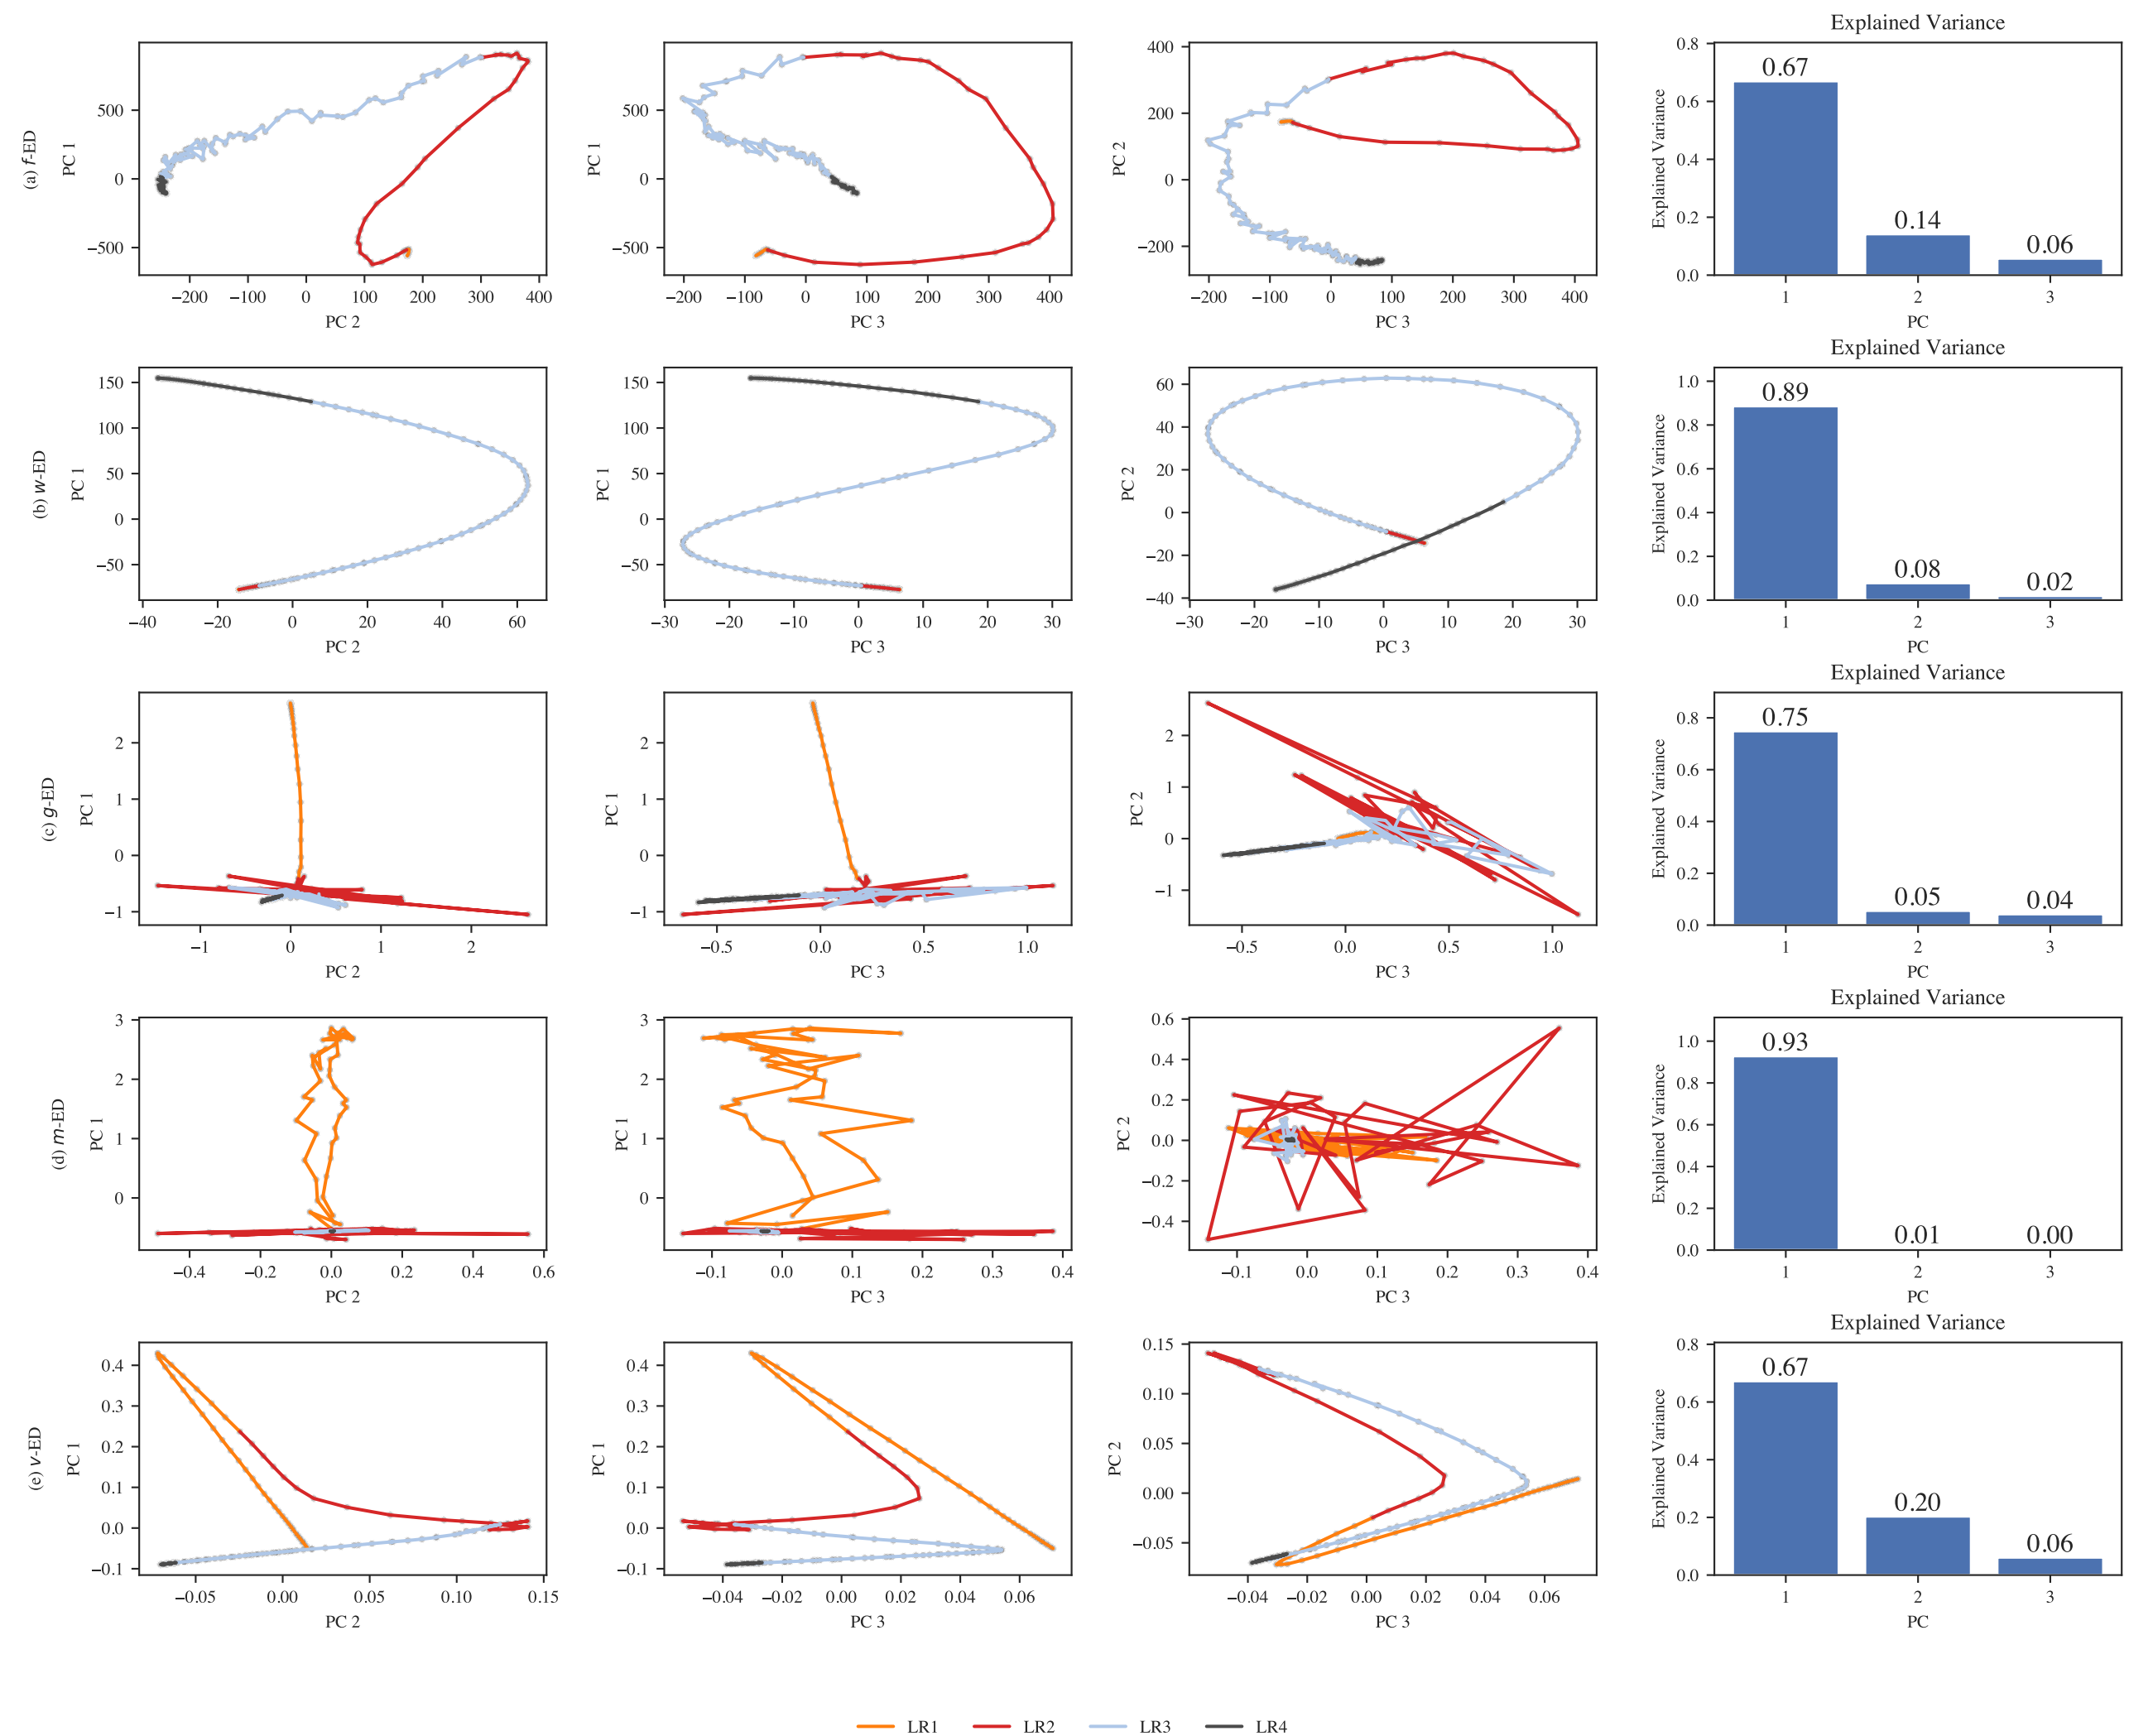 (a) f-ED
PC 1
500
0
−500
−200 −100 0 100 200 300 400
PC 2
PC 1
500
0
−500
−200 −100 0 100 200 300 400
PC 3
PC 2
400
200
0
−200
−200 −100 0 100 200 300 400
PC 3
Explained Variance
Explained Variance
0.8
0.6
0.4
0.2
0.0
0.67
0.14
0.06
1 2 3
PC
(b) w-ED
PC 1
150
100
50
0
−50
−40 −20 0 20 40 60
PC 2
PC 1
150
100
50
0
−50
−30 −20 −10 0 10 20 30
PC 3
PC 2
60
40
20
0
−20
−40
−30 −20 −10 0 10 20 30
PC 3
Explained Variance
Explained Variance
1.0
0.8
0.6
0.4
0.2
0.0
0.89
0.08
0.02
1 2 3
PC
(c) g-ED
PC 1
2
1
0
−1
−1 0 1 2
PC 2
PC 1
2
1
0
−1
−0.5 0.0 0.5 1.0
PC 3
PC 2
2
1
0
−1
−0.5 0.0 0.5 1.0
PC 3
Explained Variance
Explained Variance
0.8
0.6
0.4
0.2
0.0
0.75
0.05
0.04
1 2 3
PC
(d) m-ED
PC 1
3
2
1
0
−0.4 −0.2 0.0 0.2 0.4 0.6
PC 2
PC 1
3
2
1
0
−0.1 0.0 0.1 0.2 0.3 0.4
PC 3
PC 2
0.6
0.4
0.2
0.0
−0.2
−0.4
−0.1 0.0 0.1 0.2 0.3 0.4
PC 3
Explained Variance
Explained Variance
1.0
0.8
0.6
0.4
0.2
0.0
0.93
0.01
0.00
1 2 3
PC
(e) v-ED
PC 1
0.4
0.3
0.2
0.1
0.0
−0.1
−0.05 0.00 0.05 0.10 0.15
PC 2
PC 1
0.4
0.3
0.2
0.1
0.0
−0.1
−0.04 −0.02 0.00 0.02 0.04 0.06
PC 3
PC 2
0.15
0.10
0.05
0.00
−0.05
−0.04 −0.02 0.00 0.02 0.04 0.06
PC 3
Explained Variance
Explained Variance
0.8
0.6
0.4
0.2
0.0
0.67
0.20
0.06
1 2 3
PC
LR1 LR2 LR3 LR4